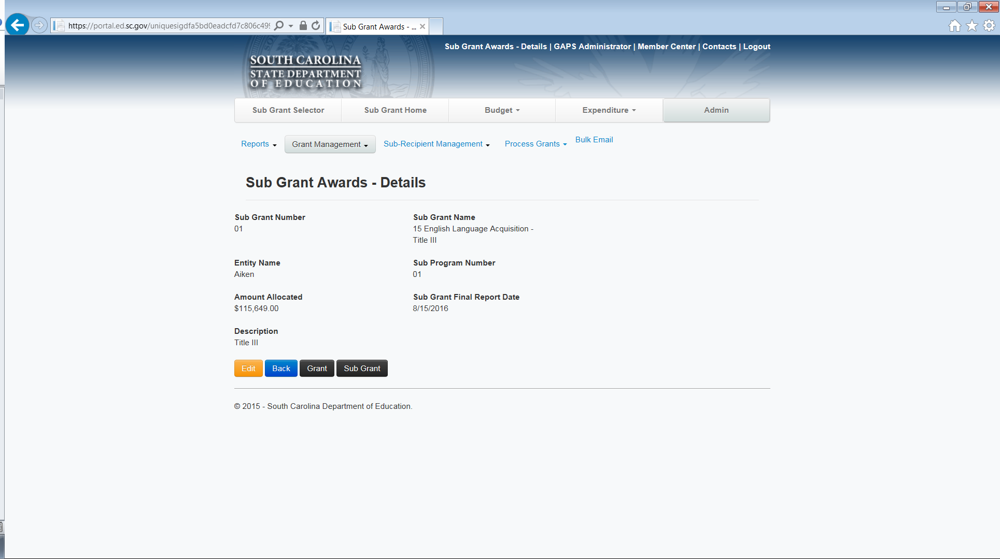 https://portal.ed.sc.gov/uniquesigdfa5bd0eadcfd7c806c49
Sub Grant Awards - ...
Sub Grant Awards - Details | GAPS Administrator | Member Center | Contacts | Logout
SOUTH CAROLINA
STATE DEPARTMENT
OF EDUCATION
Sub Grant Selector
Sub Grant Home
Budget
Expenditure
Admin
Reports
Grant Management
Sub-Recipient Management
Process Grants
Bulk Email
Sub Grant Awards - Details
Sub Grant Number
01
Sub Grant Name
15 English Language Acquisition -
Title III
Entity Name
Aiken
Sub Program Number
01
Amount Allocated
$115,649.00
Sub Grant Final Report Date
8/15/2016
Description
Title III
Edit
Back
Grant
Sub Grant
© 2015 - South Carolina Department of Education.